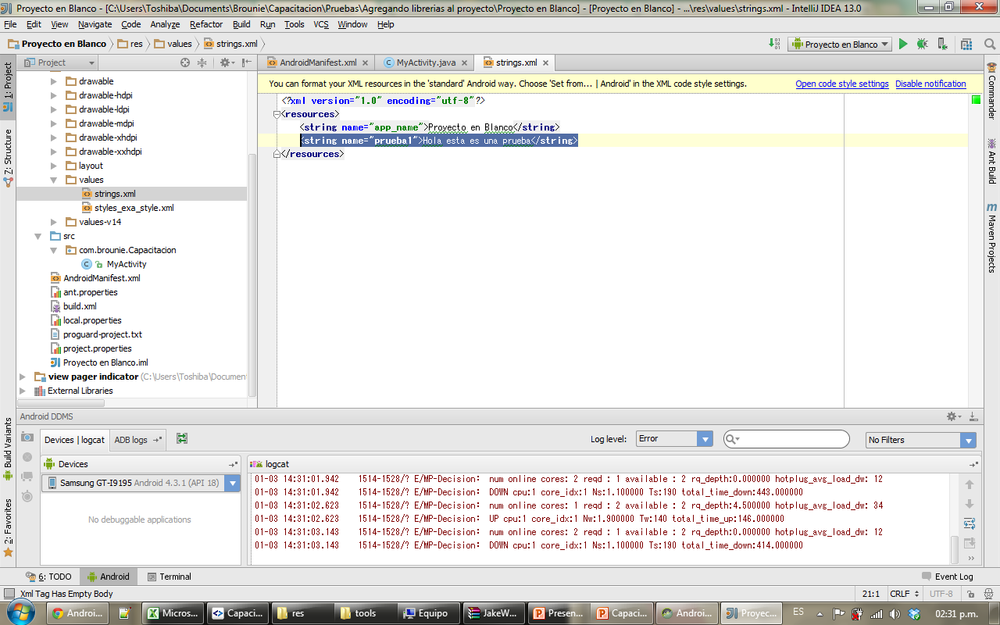 Proyecto en Blanco - [C:\Users\Toshiba\Documents\Brounie\Capacitacion\Pruebas\Agregando librerias al proyecto\Proyecto en Blanco] - [Proyecto en Blanco] - ...\res\values\strings.xml - IntelliJ IDEA 13.0
File Edit View Navigate Code Analyze Refactor Build Run Tools VCS Window Help
Proyecto en Blanco res values strings.xml Proyecto en Blanco
1: Project
Z: Structure
Build Variants
2: Favorites
Project
drawable
drawable-hdpi
drawable-ldpi
drawable-mdpi
drawable-xhdpi
drawable-xxhdpi
layout
values
strings.xml
styles_exa_style.xml
values-v14
src
com.brounie.Capacitacion
MyActivity
AndroidManifest.xml
ant.properties
build.xml
local.properties
proguard-project.txt
project.properties
Proyecto en Blanco.iml
view pager indicator (C:\Users\Toshiba\Document
External Libraries
AndroidManifest.xml MyActivity.java strings.xml
You can format your XML resources in the 'standard' Android way. Choose 'Set from... | Android' in the XML code style settings. Open code style settings Disable notification
<?xml version="1.0" encoding="utf-8"?>
<resources>
<string name="app_name">Proyecto en Blanco</string>
<string name="prueba1">Hola esta es una prueba</string>
</resources>
Commander
Ant Build
Maven Projects
Android DDMS
Devices | logcat ADB logs Log level: Error No Filters
Devices
Samsung GT-I9195 Android 4.3.1 (API 18)
No debuggable applications
logcat
01-03 14:31:01.942 1514-1528/? E/MP-Decision: num online cores: 2 reqd : 1 available : 2 rq_depth:0.000000 hotplug_avg_load_dw: 12
01-03 14:31:01.942 1514-1528/? E/MP-Decision: DOWN cpu:1 core_idx:1 Ns:1.100000 Ts:190 total_time_down:443.000000
01-03 14:31:02.623 1514-1528/? E/MP-Decision: num online cores: 1 reqd : 2 available : 2 rq_depth:4.500000 hotplug_avg_load_dw: 34
01-03 14:31:02.623 1514-1528/? E/MP-Decision: UP cpu:1 core_idx:1 Nw:1.900000 Tw:140 total_time_up:146.000000
01-03 14:31:03.143 1514-1528/? E/MP-Decision: num online cores: 2 reqd : 1 available : 2 rq_depth:0.000000 hotplug_avg_load_dw: 12
01-03 14:31:03.143 1514-1528/? E/MP-Decision: DOWN cpu:1 core_idx:1 Ns:1.100000 Ts:190 total_time_down:414.000000
6: TODO Android Terminal Event Log
Xml Tag Has Empty Body 21:1 CRLF UTF-8
Androi... Micros... Capaci... res tools Equipo JakeW... Presen... Capaci... Androi... Proyec... ES 02:31 p.m.